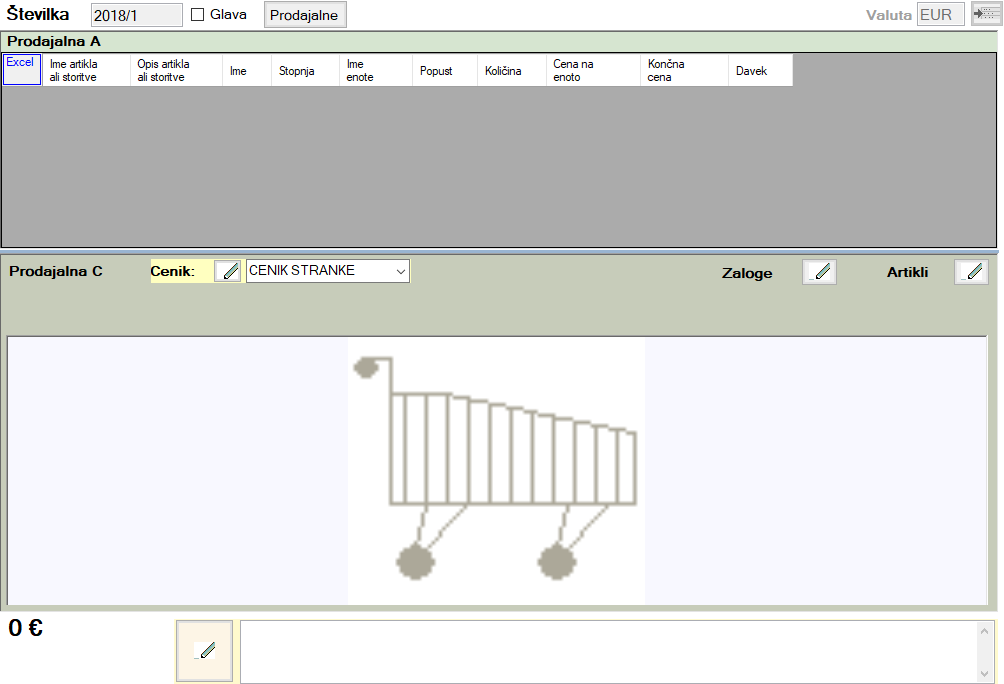 Številka 2018/1 Glava Prodajalne Valuta EUR
Prodajalna A
Excel Ime artikla ali storitve Opis artikla ali storitve Ime Stopnja Ime enote Popust Količina Cena na enoto Končna cena Davek
Prodajalna C Cenik: CENIK STRANKE Zaloge Artikli
0 €